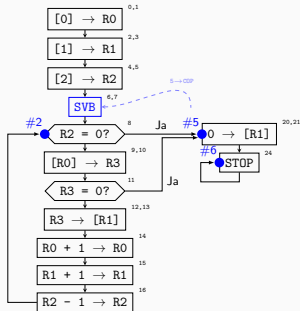 0,1
[0] → R0
2,3
[1] → R1
4,5
[2] → R2
6,7
SVB
#2
8
R2 = 0?
Ja
#5
20,21
0 → [R1]
9,10
[R0] → R3
#6
24
STOP
11
R3 = 0?
Ja
12,13
R3 → [R1]
14
R0 + 1 → R0
15
R1 + 1 → R1
16
R2 - 1 → R2